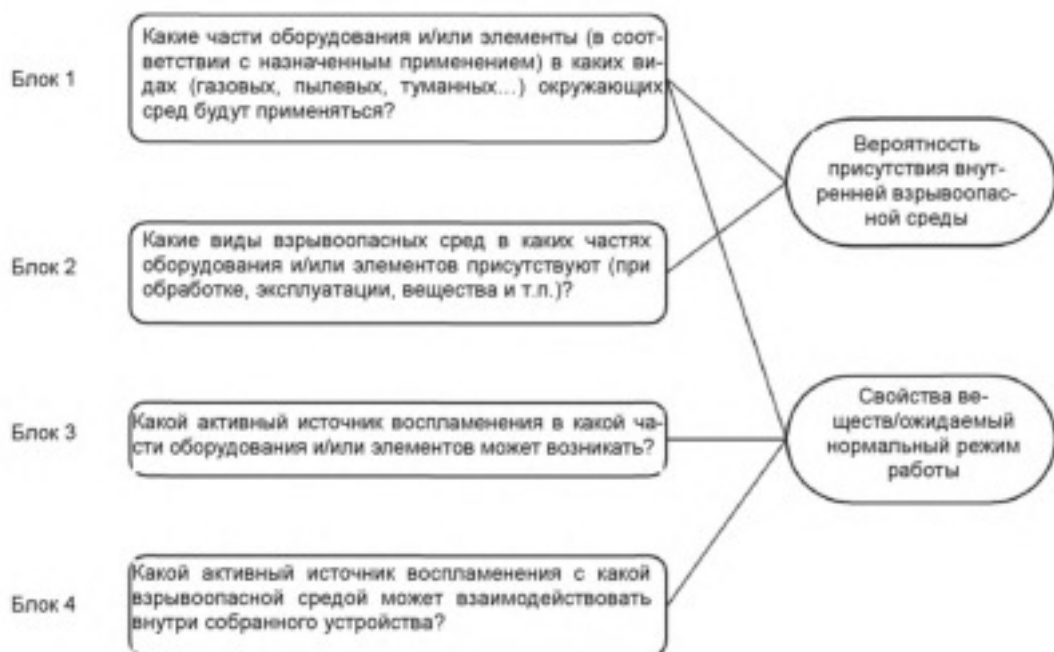 Блок 1
Какие части оборудования и/или элементы (в соот-
ветствии с назначенным применением) в каких ви-
дах (газовых, пылевых, туманных...) окружающих
сред будут применяться?
Вероятность
присутствия внут-
ренней взрывоопас-
ной среды
Блок 2
Какие виды взрывоопасных сред в каких частях
оборудования и/или элементов присутствуют (при
обработке, эксплуатации, вещества и т.п.)?
Блок 3
Какой активный источник воспламенения в какой ча-
сти оборудования и/или элементов может возникать?
Свойства ве-
ществ/ожидаемый
нормальный режим
работы
Блок 4
Какой активный источник воспламенения с какой
взрывоопасной средой может взаимодействовать
внутри собранного устройства?